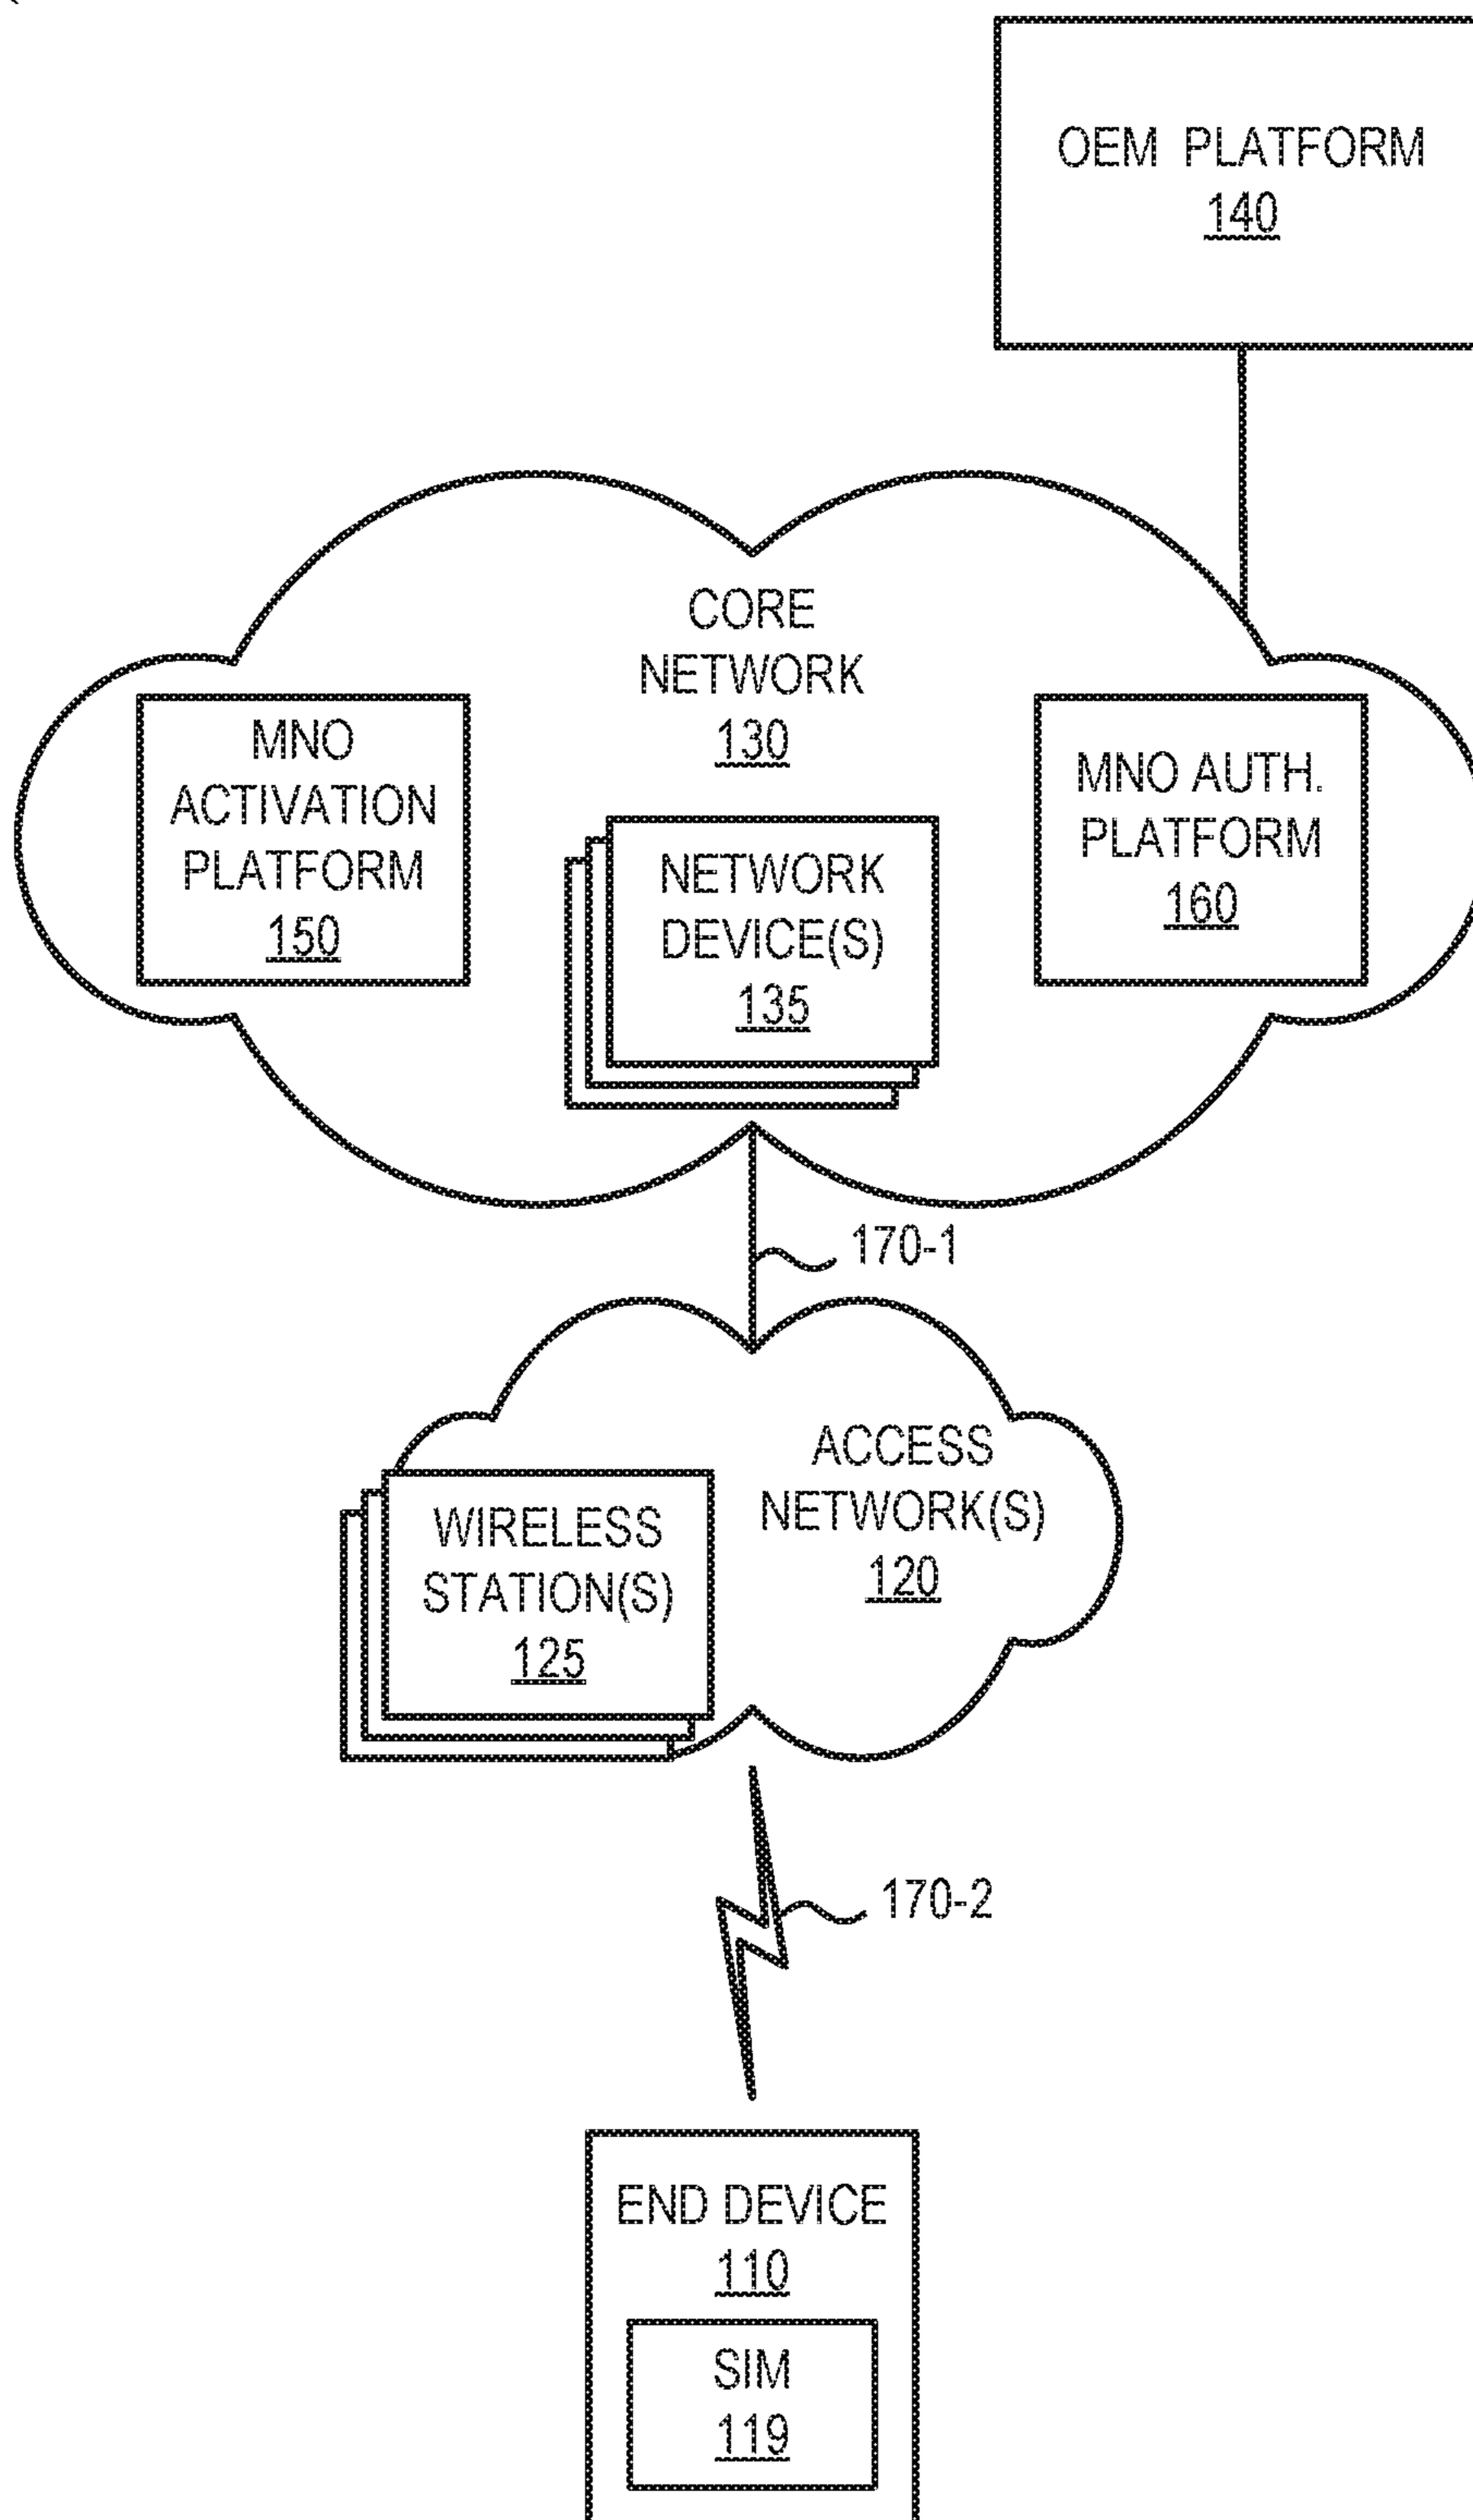 OEM PLATFORM
140
CORE
NETWORK
130
MNO
ACTIVATION
PLATFORM
150
NETWORK
DEVICE(S)
135
MNO AUTH.
PLATFORM
160
170-1
ACCESS
NETWORK(S)
120
WIRELESS
STATION(S)
125
170-2
END DEVICE
110
SIM
119